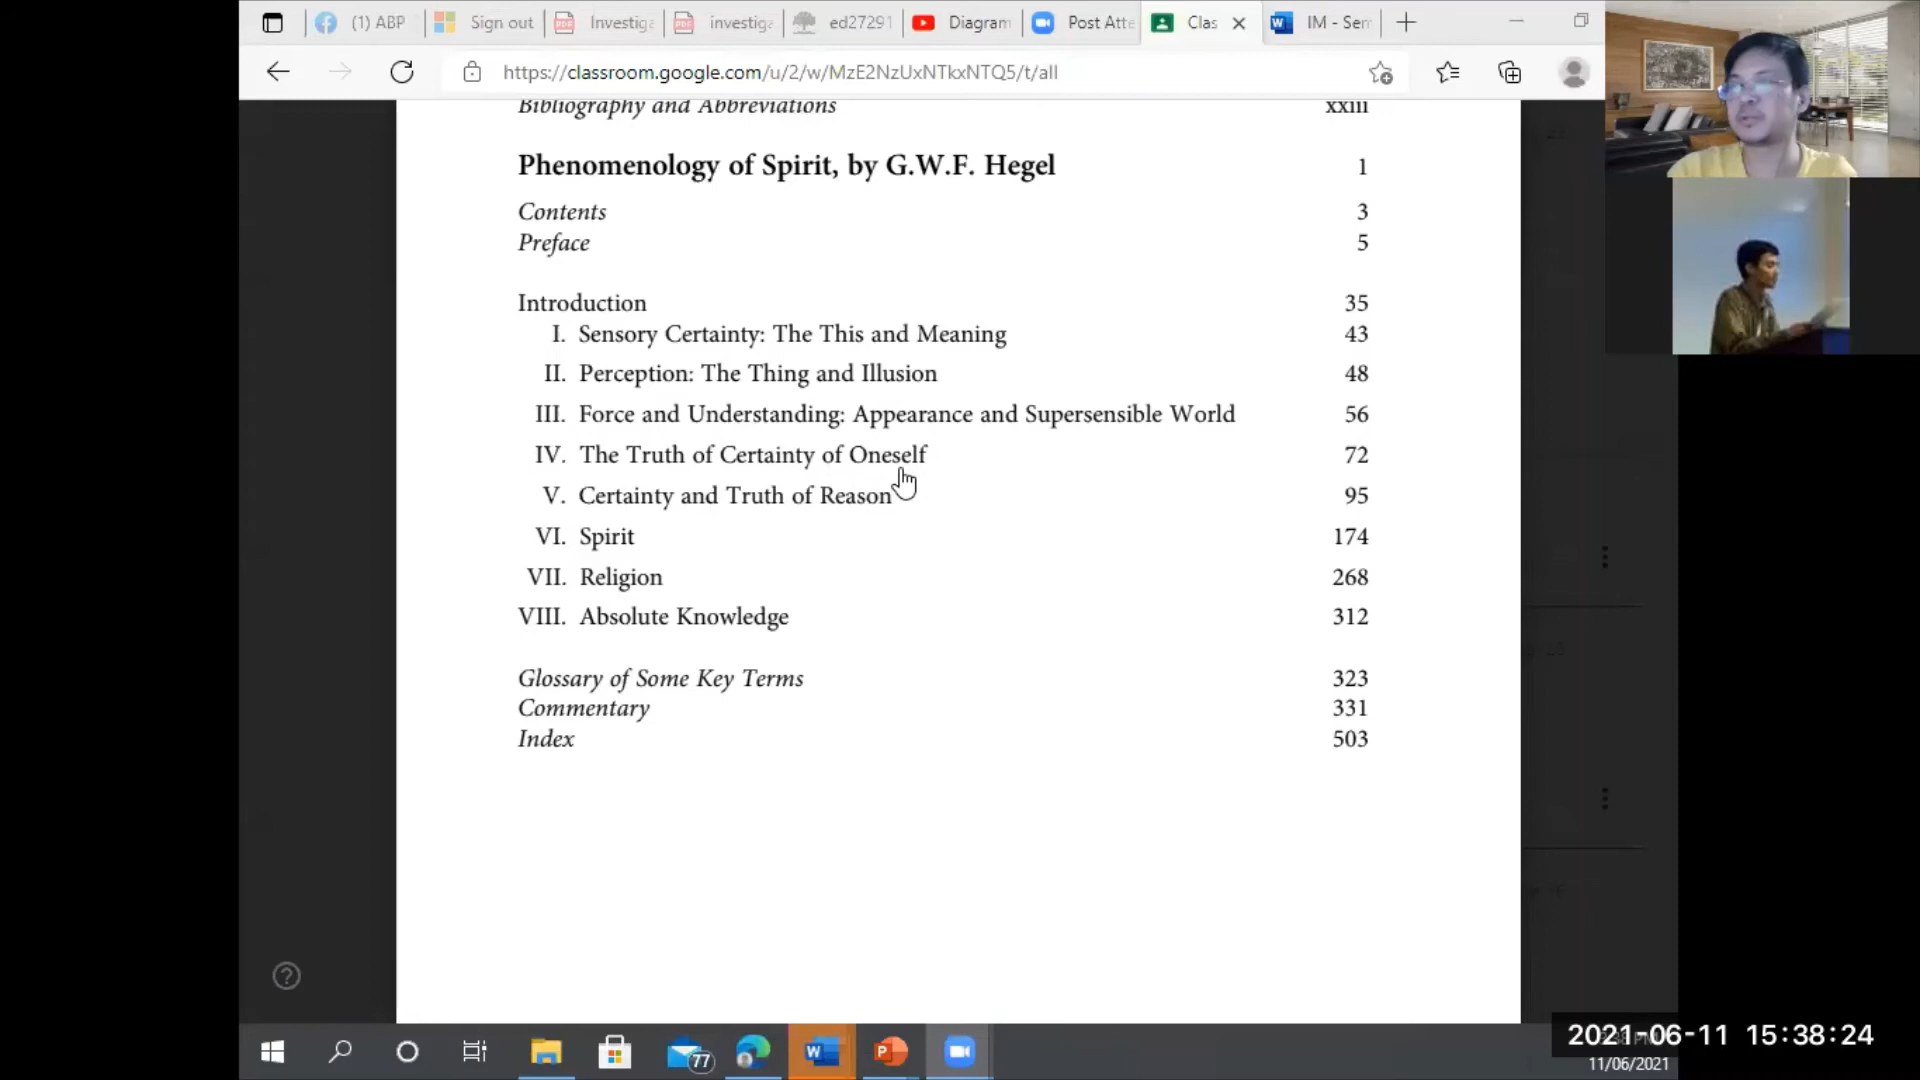 (1) ABP
Sign out
Investiga
investiga
ed27291
Diagram
Post Atte
Clas
IM - Sem
https://classroom.google.com/u/2/w/MzE2NzUxNTkxNTQ5/t/all
Bibliography and Abbreviations xxiii
Phenomenology of Spirit, by G.W.F. Hegel 1
Contents 3
Preface 5
Introduction 35
I. Sensory Certainty: The This and Meaning 43
II. Perception: The Thing and Illusion 48
III. Force and Understanding: Appearance and Supersensible World 56
IV. The Truth of Certainty of Oneself 72
V. Certainty and Truth of Reason 95
VI. Spirit 174
VII. Religion 268
VIII. Absolute Knowledge 312
Glossary of Some Key Terms 323
Commentary 331
Index 503
77
2021-06-11 15:38:24
11/06/2021